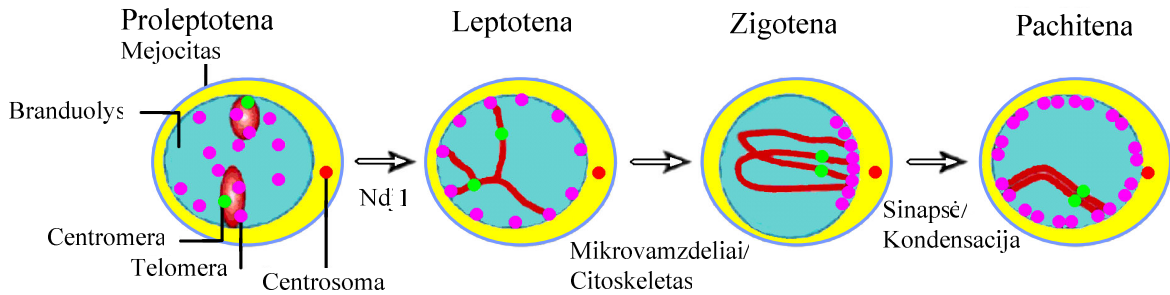 Proleptotena
Leptotena
Zigotena
Pachitena
Mejocitas
Branduolys
Centromera
Telomera
Centrosoma
Mikrovamzdeliai/
Citoskeletas
Sinapsė/
Kondensacija